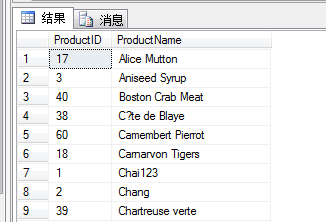 结果 消息
ProductID ProductName
1 17 Alice Mutton
2 3 Aniseed Syrup
3 40 Boston Crab Meat
4 38 C?te de Blaye
5 60 Camembert Pierrot
6 18 Carnarvon Tigers
7 1 Chai123
8 2 Chang
9 39 Chartreuse verte